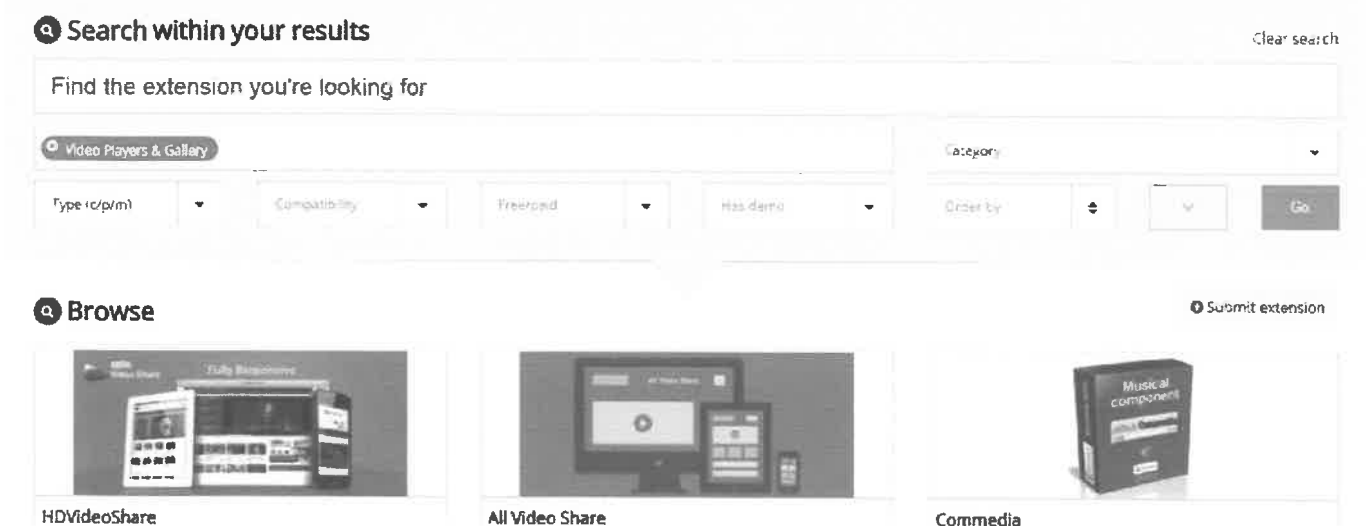 Search within your results
Clear search
Find the extension you're looking for
Video Players & Gallery
Category
Type (c/p/m)
Compatibility
Free/paid
Has demo
Order by
Go
Browse
Submit extension
Video Share
Fully Responsive
All Video Share
Musical
component
HDVideoShare
All Video Share
Commedia